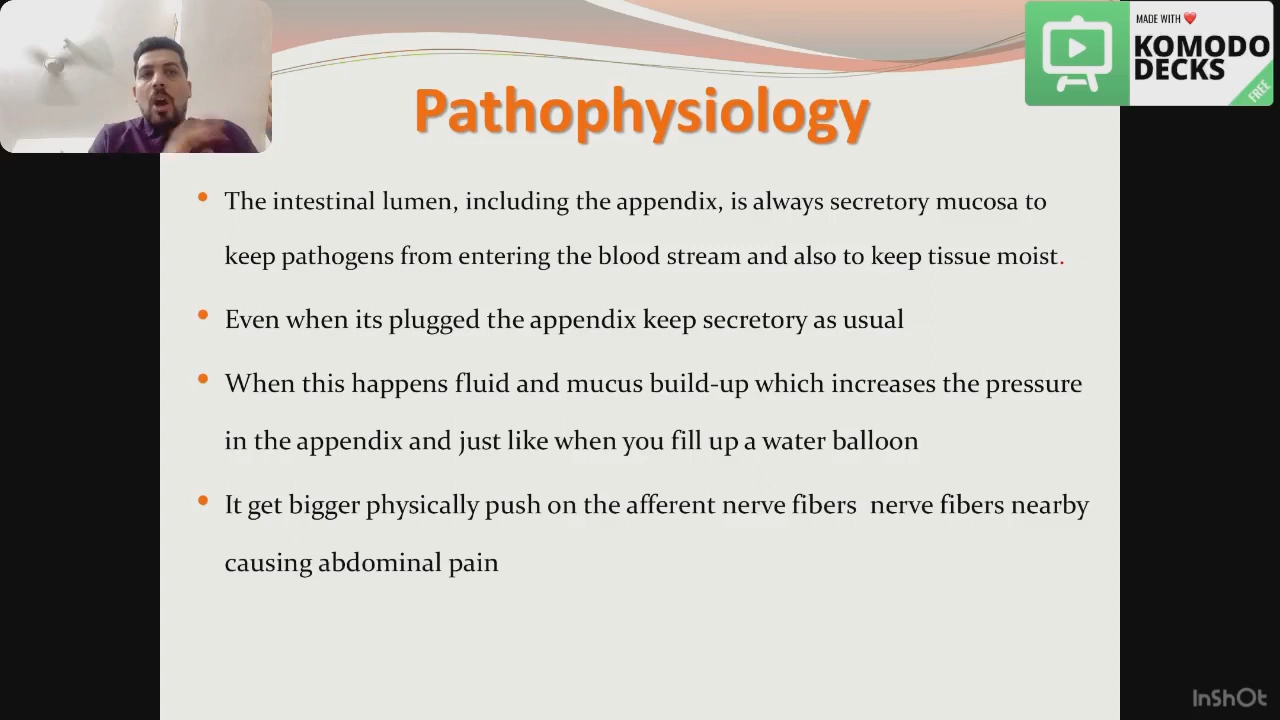 MADE WITH ❤️
KOMODO
DECKS
FREE
Pathophysiology
• The intestinal lumen, including the appendix, is always secretory mucosa to
keep pathogens from entering the blood stream and also to keep tissue moist.
• Even when its plugged the appendix keep secretory as usual
• When this happens fluid and mucus build-up which increases the pressure
in the appendix and just like when you fill up a water balloon
• It get bigger physically push on the afferent nerve fibers  nerve fibers nearby
causing abdominal pain
InShOt